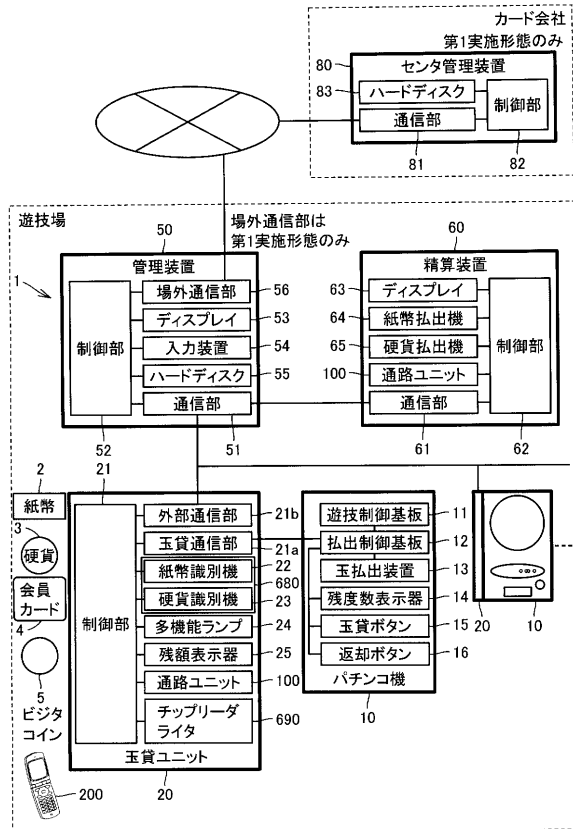 カード会社
第1実施形態のみ
80
センタ管理装置
83
ハードディスク
通信部
制御部
81
82
遊技場
場外通信部は
第1実施形態のみ
1
50
管理装置
制御部
場外通信部
56
ディスプレイ
53
入力装置
54
ハードディスク
55
通信部
52
51
60
精算装置
63
ディスプレイ
64
紙幣払出機
65
硬貨払出機
100
通路ユニット
通信部
制御部
61
62
2
紙幣
3
硬貨
会員
カード
4
5
ビジタ
コイン
200
21
制御部
外部通信部
21b
玉貸通信部
21a
紙幣識別機
22
680
硬貨識別機
23
多機能ランプ
24
残額表示器
25
通路ユニット
100
チップリーダ
ライタ
690
玉貸ユニット
20
遊技制御基板
11
払出制御基板
12
玉払出装置
13
残度数表示器
14
玉貸ボタン
15
返却ボタン
16
パチンコ機
10
20
10